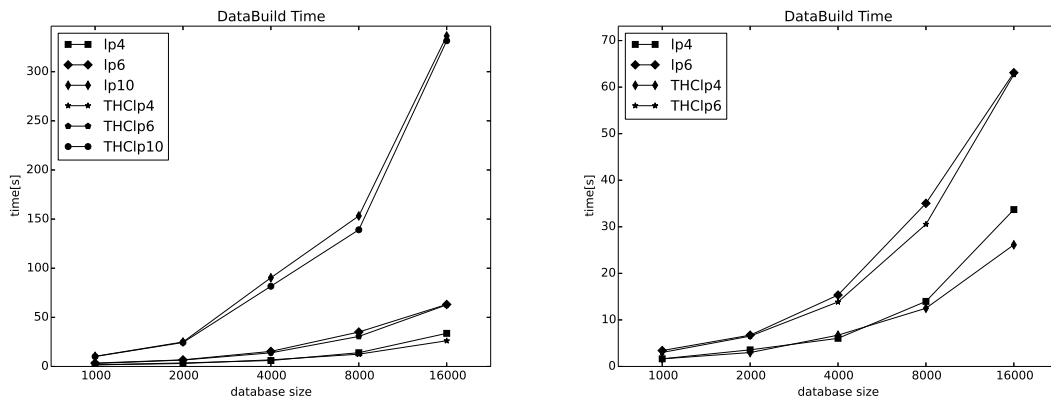 DataBuild Time
lp4
lp6
lp10
THClp4
THClp6
THClp10
time[s]
350
300
250
200
150
100
50
0
1000 2000 4000 8000 16000
database size
DataBuild Time
lp4
lp6
THClp4
THClp6
time[s]
70
60
50
40
30
20
10
0
1000 2000 4000 8000 16000
database size